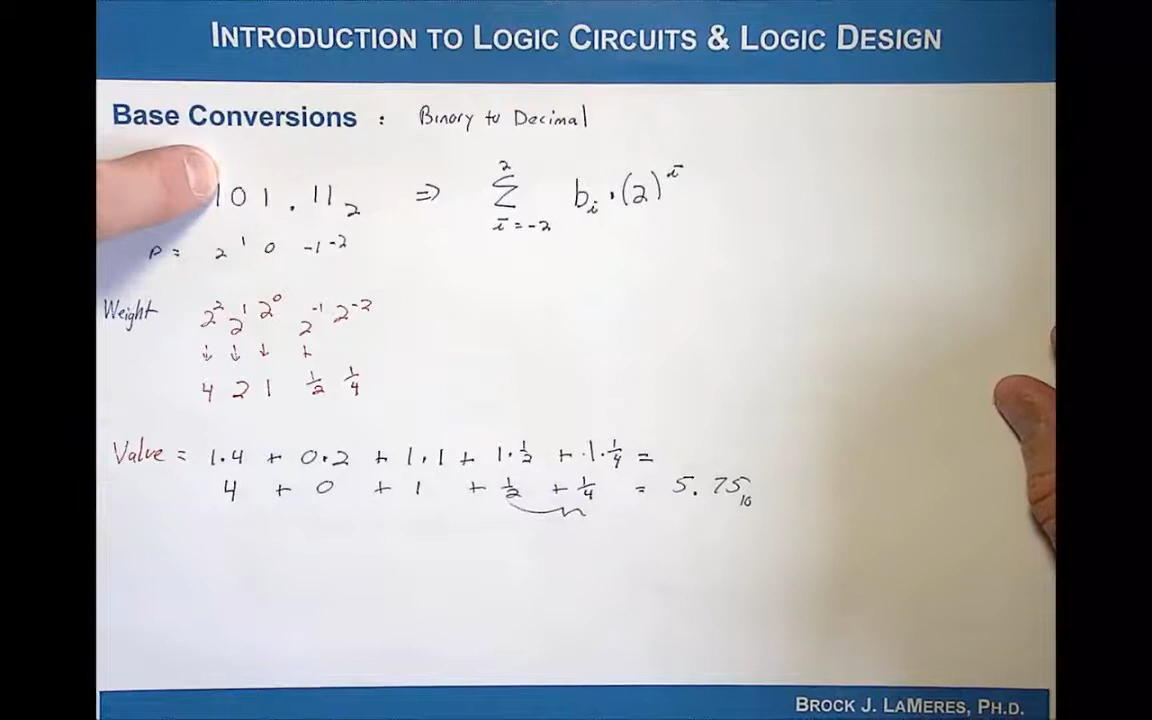 INTRODUCTION TO LOGIC CIRCUITS & LOGIC DESIGN
Base Conversions : Binary to Decimal
101.11₂ ⇒ 2 Σ i=-2 bᵢ·(2)ⁱ
P = 2 1 0 -1 -2
Weight 2² 2¹ 2⁰ 2⁻¹ 2⁻²
↓ ↓ ↓ ↓
4 2 1 1/2 1/4
Value = 1·4 + 0·2 + 1·1 + 1·1/2 + 1·1/4 =
4 + 0 + 1 + 1/2 + 1/4 = 5.75₁₀
BROCK J. LAMERES, PH.D.